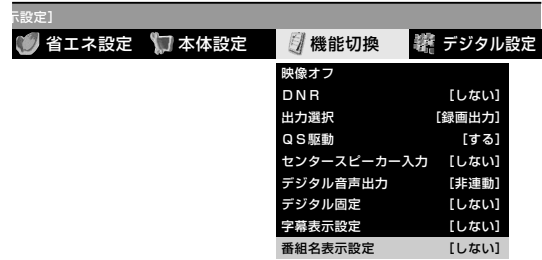 示設定]
省エネ設定 本体設定 機能切換 デジタル設定
映像オフ
DNR [しない]
出力選択 [録画出力]
QS駆動 [する]
センタースピーカー入力 [しない]
デジタル音声出力 [非連動]
デジタル固定 [しない]
字幕表示設定 [しない]
番組名表示設定 [しない]